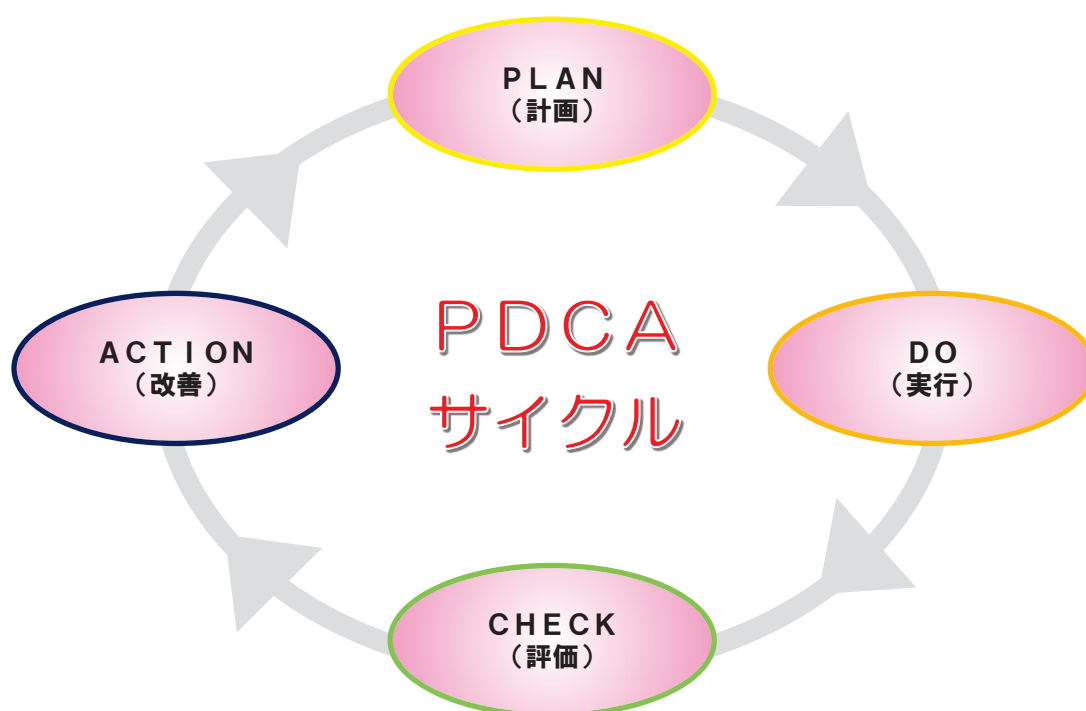 PLAN
（計画）
PDCA
サイクル
ACTION
（改善）
DO
（実行）
CHECK
（評価）